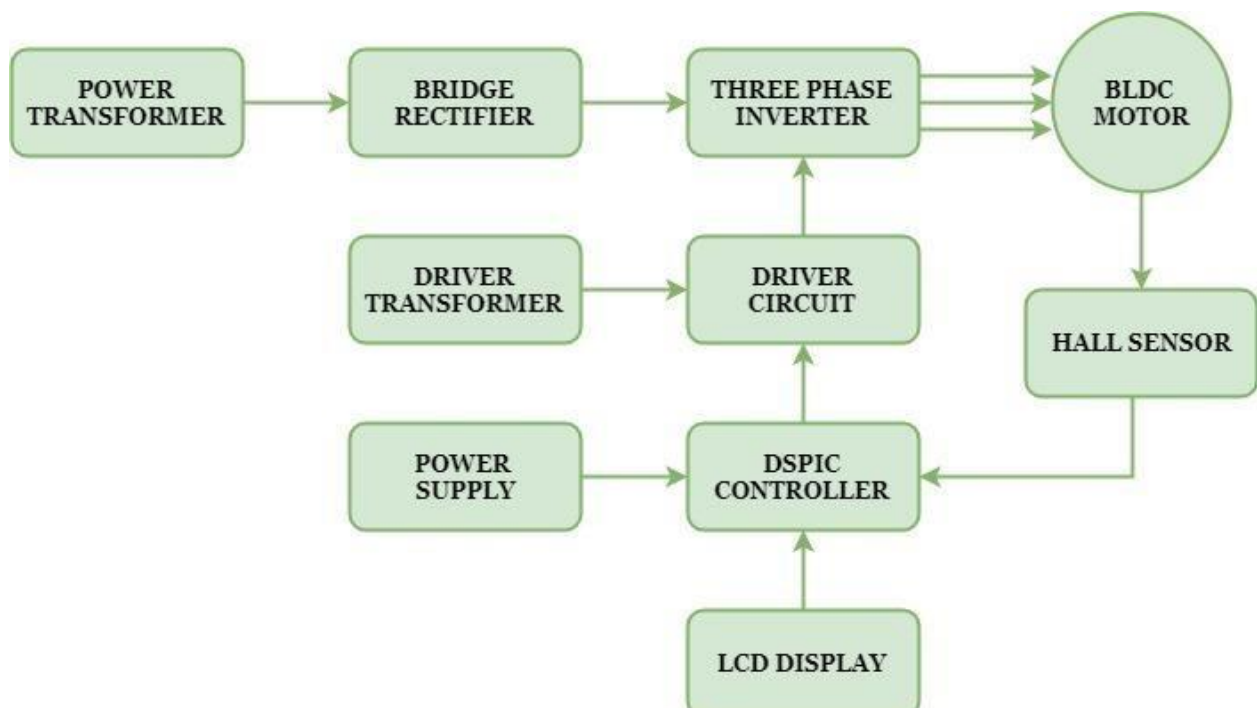 POWER
TRANSFORMER
BRIDGE
RECTIFIER
THREE PHASE
INVERTER
BLDC
MOTOR
DRIVER
TRANSFORMER
DRIVER
CIRCUIT
HALL SENSOR
POWER
SUPPLY
DSPIC
CONTROLLER
LCD DISPLAY